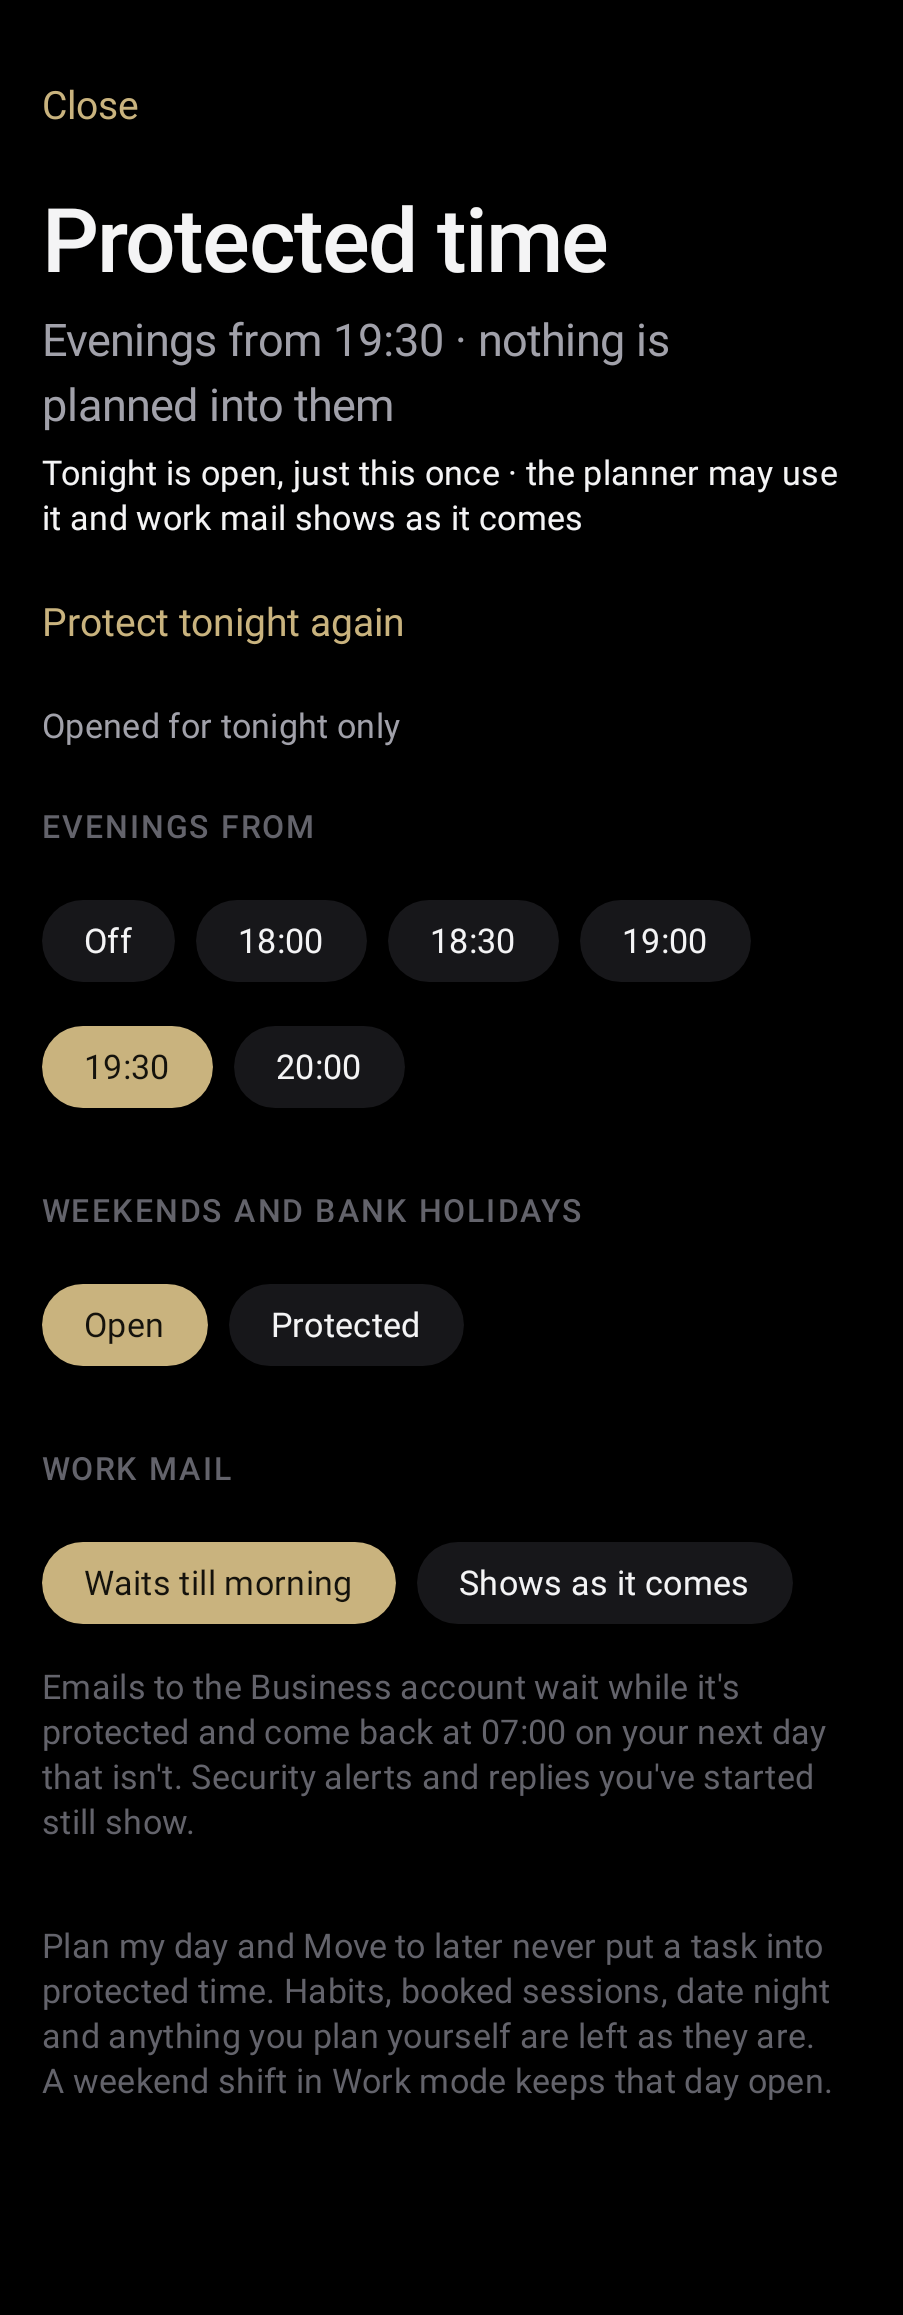 Close
Protected time
Evenings from 19:30 · nothing is
planned into them
Tonight is open, just this once · the planner may use
it and work mail shows as it comes
Protect tonight again
Opened for tonight only
EVENINGS FROM
Off 18:00 18:30 19:00
19:30 20:00
WEEKENDS AND BANK HOLIDAYS
Open Protected
WORK MAIL
Waits till morning Shows as it comes
Emails to the Business account wait while it's
protected and come back at 07:00 on your next day
that isn't. Security alerts and replies you've started
still show.
Plan my day and Move to later never put a task into
protected time. Habits, booked sessions, date night
and anything you plan yourself are left as they are.
A weekend shift in Work mode keeps that day open.